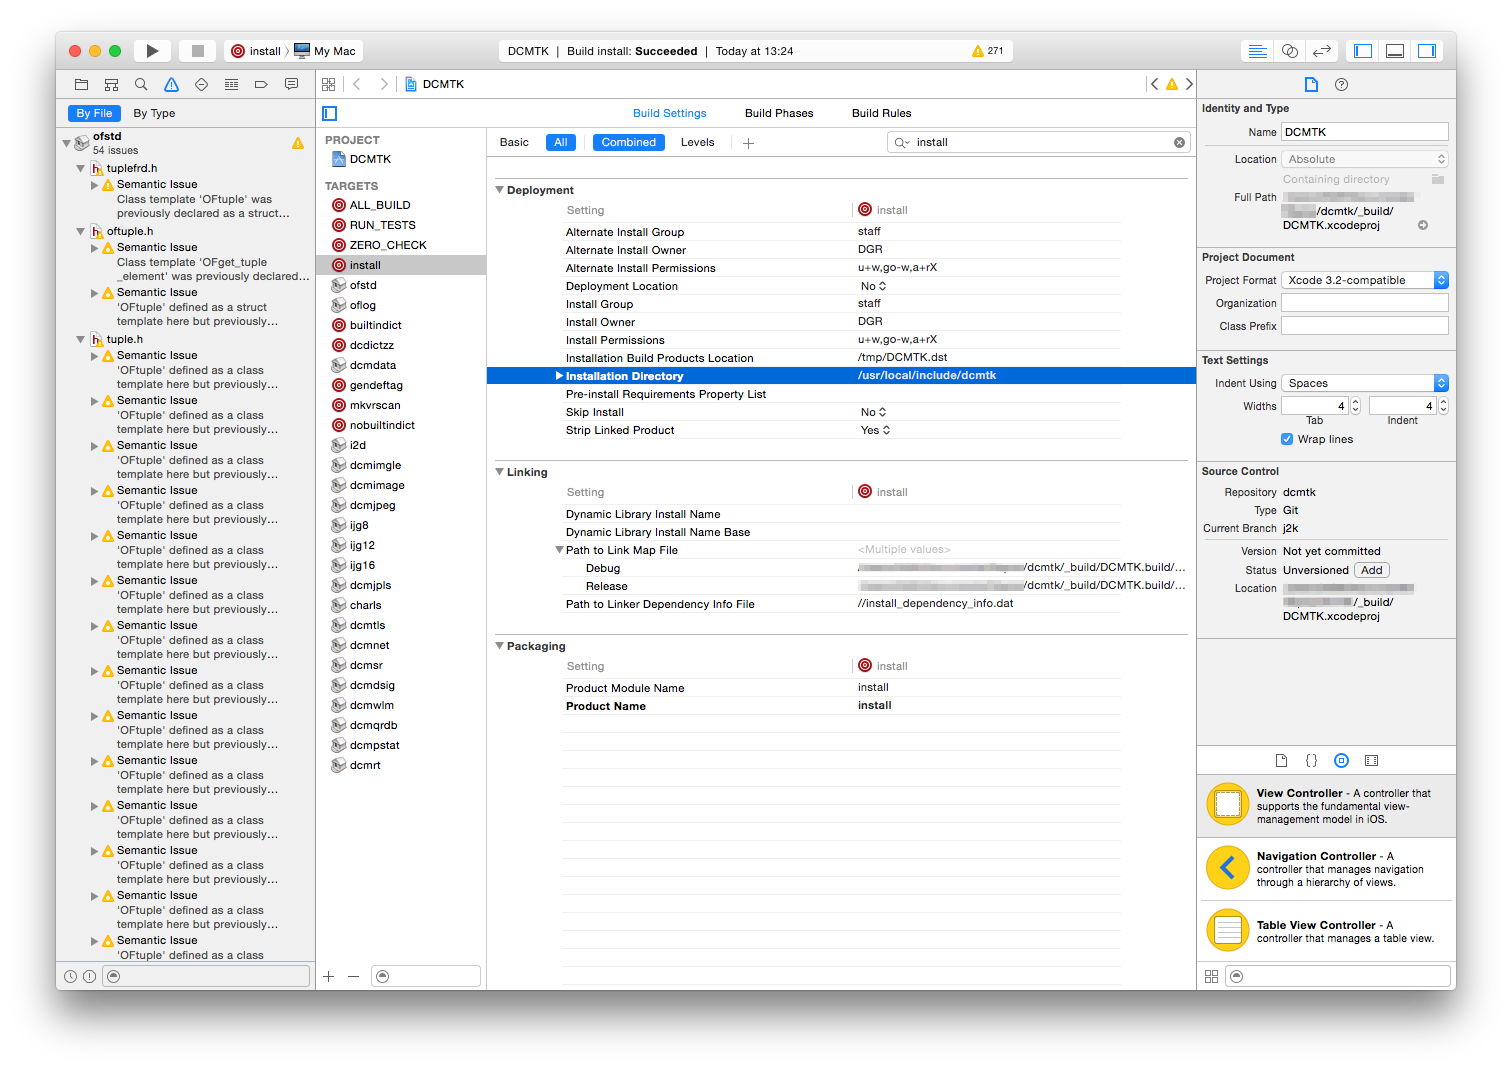 install
My Mac
DCMTK | Build install: Succeeded | Today at 13:24
271
DCMTK
By File
By Type
ofstd
54 issues
tuplefrd.h
Semantic Issue
Class template 'OFtuple' was
previously declared as a struct...
oftuple.h
Semantic Issue
Class template 'OFget_tuple
_element' was previously declared...
Semantic Issue
'OFtuple' defined as a struct
template here but previously...
tuple.h
Semantic Issue
'OFtuple' defined as a class
template here but previously...
Semantic Issue
'OFtuple' defined as a class
template here but previously...
Semantic Issue
'OFtuple' defined as a class
template here but previously...
Semantic Issue
'OFtuple' defined as a class
template here but previously...
Semantic Issue
'OFtuple' defined as a class
template here but previously...
Semantic Issue
'OFtuple' defined as a class
template here but previously...
Semantic Issue
'OFtuple' defined as a class
template here but previously...
Semantic Issue
'OFtuple' defined as a class
template here but previously...
Semantic Issue
'OFtuple' defined as a class
template here but previously...
Semantic Issue
'OFtuple' defined as a class
template here but previously...
Semantic Issue
'OFtuple' defined as a class
template here but previously...
Semantic Issue
'OFtuple' defined as a class
template here but previously...
Semantic Issue
'OFtuple' defined as a class
template here but previously...
Semantic Issue
'OFtuple' defined as a class
PROJECT
DCMTK
TARGETS
ALL_BUILD
RUN_TESTS
ZERO_CHECK
install
ofstd
oflog
builtindict
dcdictzz
dcmdata
gendeftag
mkvrscan
nobuiltindict
i2d
dcmimgle
dcmimage
dcmjpeg
ijg8
ijg12
ijg16
dcmjpls
charls
dcmtls
dcmnet
dcmsr
dcmdsig
dcmwlm
dcmqrdb
dcmpstat
dcmrt
Build Settings
Build Phases
Build Rules
Basic
All
Combined
Levels
install
Deployment
Setting install
Alternate Install Group staff
Alternate Install Owner DGR
Alternate Install Permissions u+w,go-w,a+rX
Deployment Location No
Install Group staff
Install Owner DGR
Install Permissions u+w,go-w,a+rX
Installation Build Products Location /tmp/DCMTK.dst
Installation Directory /usr/local/include/dcmtk
Pre-install Requirements Property List
Skip Install No
Strip Linked Product Yes
Linking
Setting install
Dynamic Library Install Name
Dynamic Library Install Name Base
Path to Link Map File <Multiple values>
Debug /dcmtk/_build/DCMTK.build/...
Release /dcmtk/_build/DCMTK.build/...
Path to Linker Dependency Info File //install_dependency_info.dat
Packaging
Setting install
Product Module Name install
Product Name install
Identity and Type
Name DCMTK
Location Absolute
Containing directory
Full Path
/dcmtk/_build/
DCMTK.xcodeproj
Project Document
Project Format Xcode 3.2-compatible
Organization
Class Prefix
Text Settings
Indent Using Spaces
Widths 4 4
Tab Indent
Wrap lines
Source Control
Repository dcmtk
Type Git
Current Branch j2k
Version Not yet committed
Status Unversioned Add
Location
/_build/
DCMTK.xcodeproj
View Controller - A controller that
supports the fundamental view-
management model in iOS.
Navigation Controller - A
controller that manages navigation
through a hierarchy of views.
Table View Controller - A
controller that manages a table view.